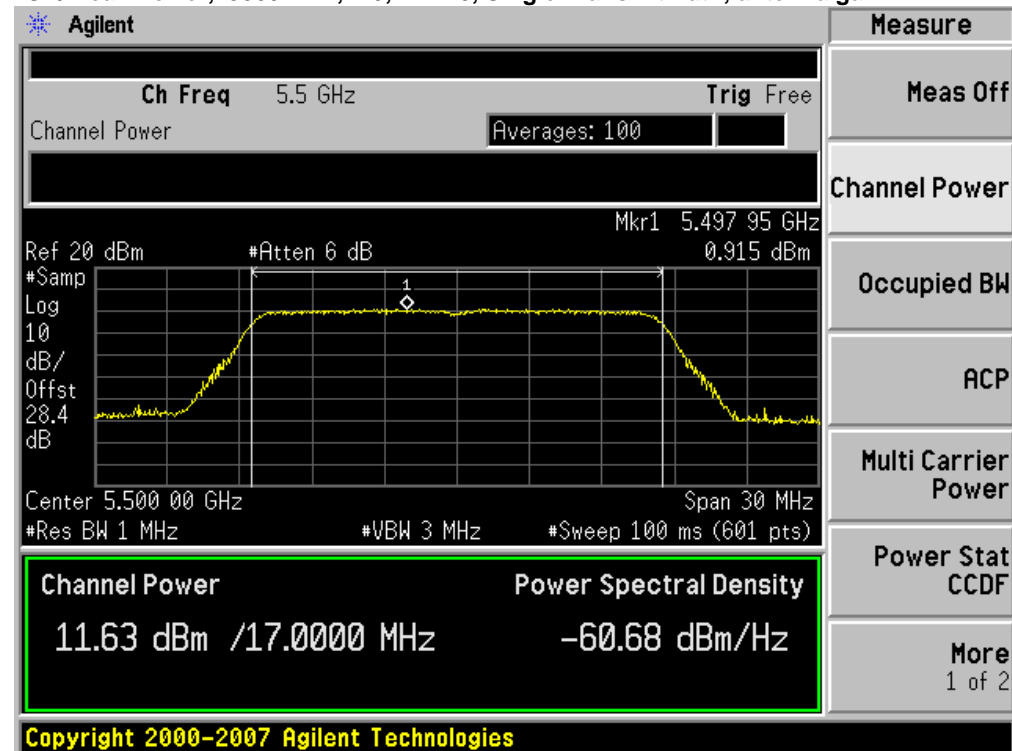 Agilent
Measure
Ch Freq 5.5 GHz Trig Free
Meas Off
Channel Power Averages: 100
Channel Power
Mkr1 5.497 95 GHz
Ref 20 dBm #Atten 6 dB 0.915 dBm
#Samp
Log
10
dB/
Offst
28.4
dB
1
Occupied BW
ACP
Multi Carrier
Power
Center 5.500 00 GHz Span 30 MHz
#Res BW 1 MHz #VBW 3 MHz #Sweep 100 ms (601 pts)
Power Stat
CCDF
Channel Power Power Spectral Density
11.63 dBm /17.0000 MHz -60.68 dBm/Hz
More
1 of 2
Copyright 2000-2007 Agilent Technologies